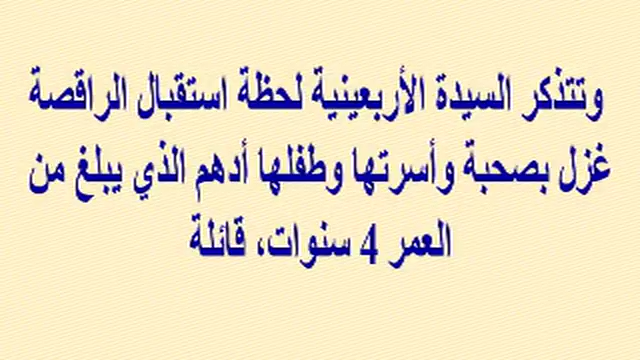 وتتذكر السيدة الأربعينية لحظة استقبال الراقصة
غزل بصحبة وأسرتها وطفلها أدهم الذي يبلغ من
العمر 4 سنوات، قائلة